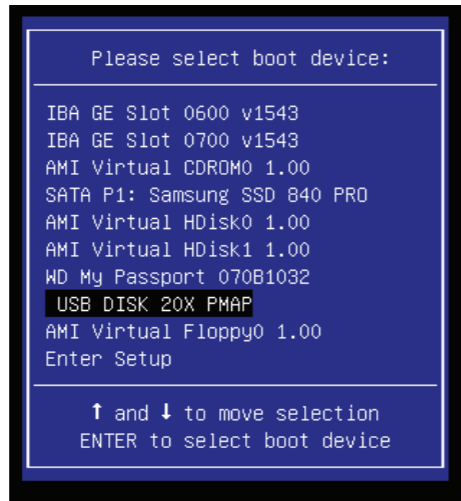 Please select boot device:
IBA GE Slot 0600 v1543
IBA GE Slot 0700 v1543
AMI Virtual CDROM0 1.00
SATA P1: Samsung SSD 840 PRO
AMI Virtual HDisk0 1.00
AMI Virtual HDisk1 1.00
WD My Passport 070B1032
USB DISK 20X PMAP
AMI Virtual Floppy0 1.00
Enter Setup
↑ and ↓ to move selection
ENTER to select boot device